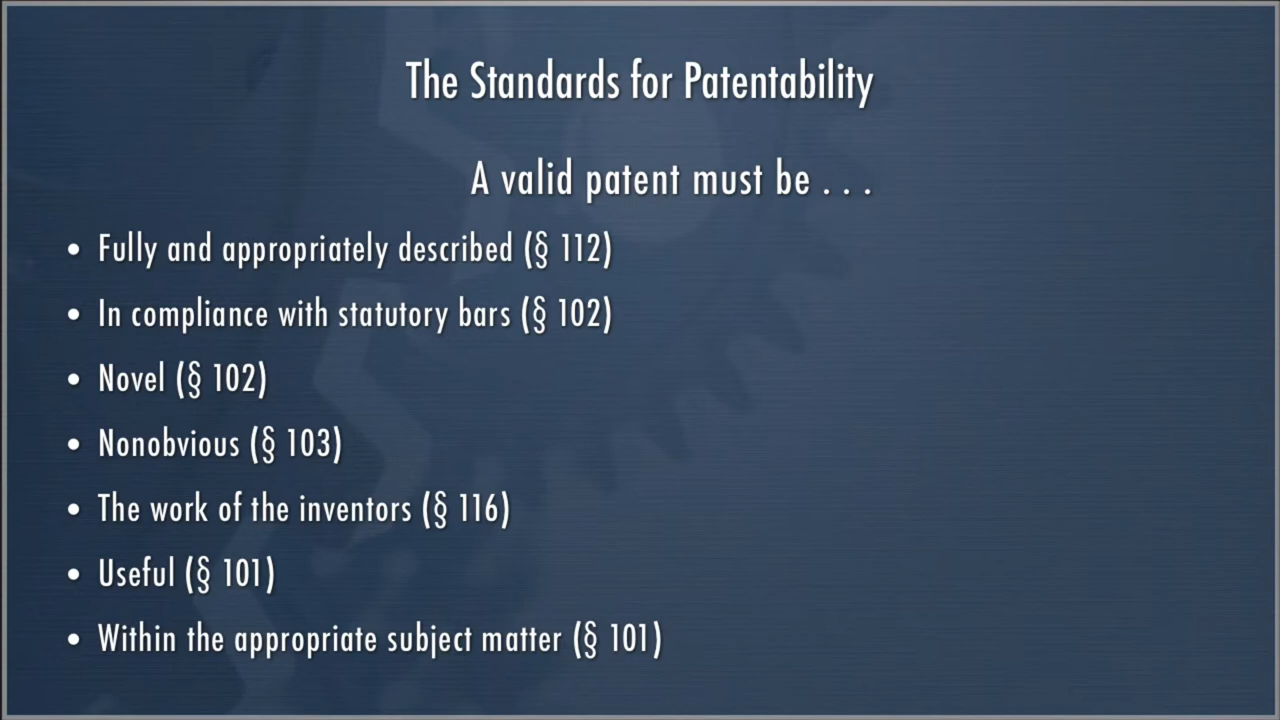 The Standards for Patentability
A valid patent must be . . .
• Fully and appropriately described (§ 112)
• In compliance with statutory bars (§ 102)
• Novel (§ 102)
• Nonobvious (§ 103)
• The work of the inventors (§ 116)
• Useful (§ 101)
• Within the appropriate subject matter (§ 101)